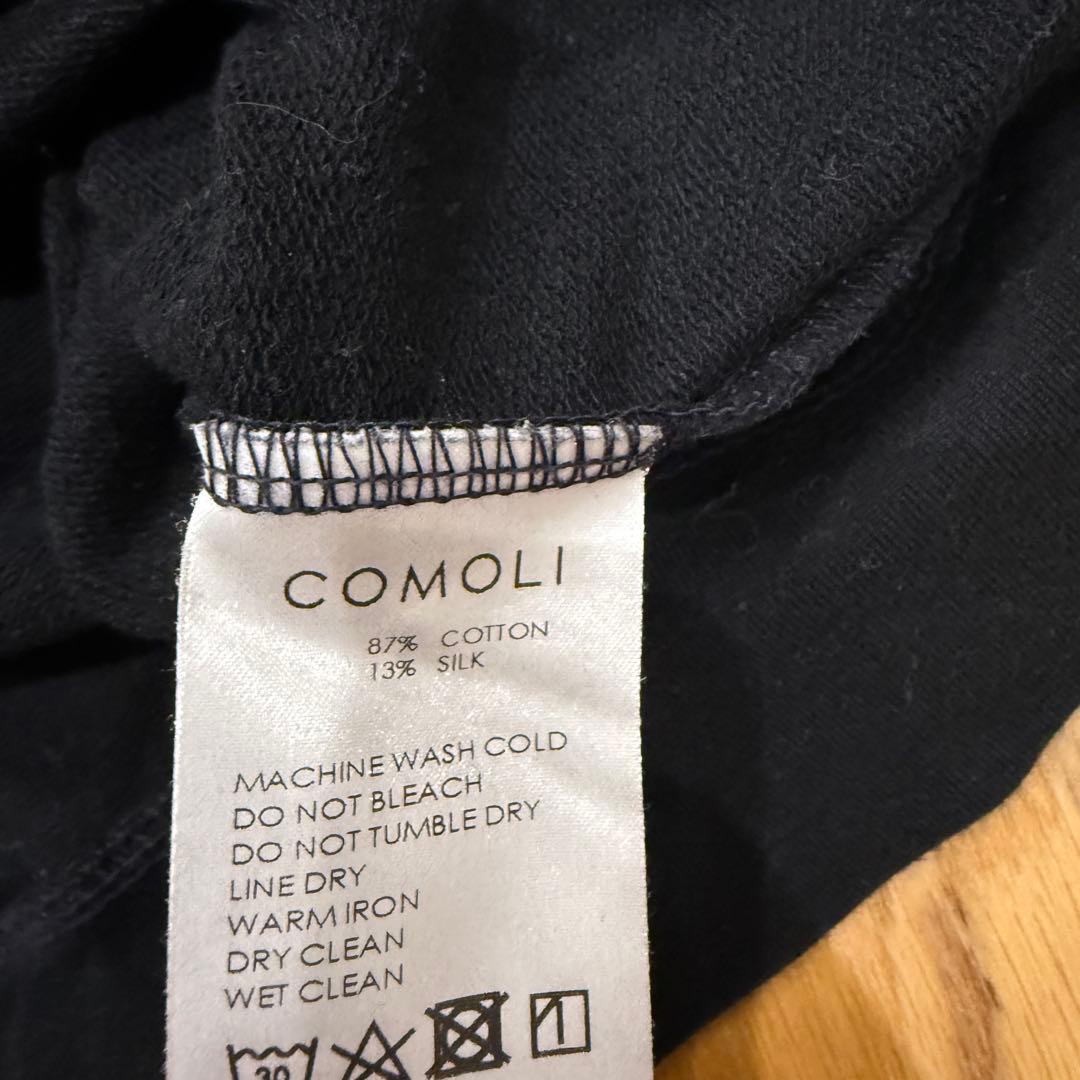 COMOLI
87% COTTON
13% SILK
MACHINE WASH COLD
DO NOT BLEACH
DO NOT TUMBLE DRY
LINE DRY
WARM IRON
DRY CLEAN
WET CLEAN
30